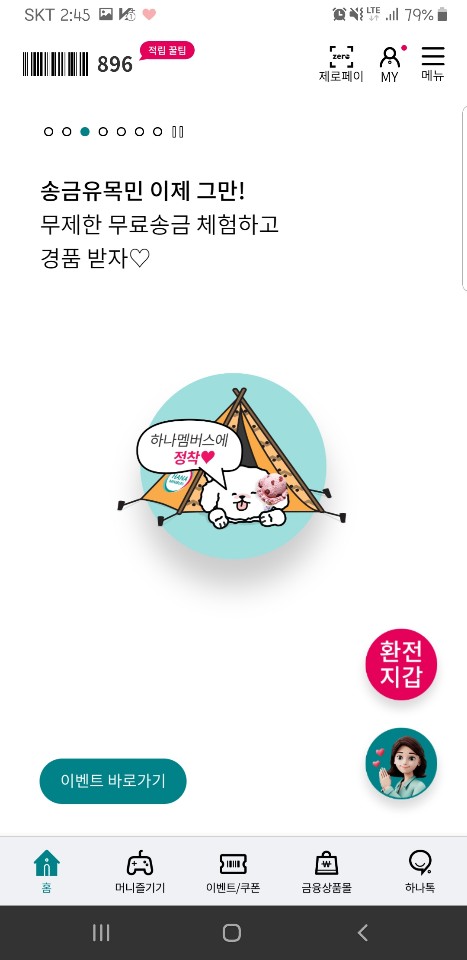 SKT 2:45
LTE
79%
896
적립 꿀팁
zero
제로페이
MY
메뉴
송금유목민 이제 그만!
무제한 무료송금 체험하고
경품 받자♡
하나멤버스에
정착♥
HANA
환전
지갑
이벤트 바로가기
홈
머니즐기기
이벤트/쿠폰
금융상품몰
하나톡